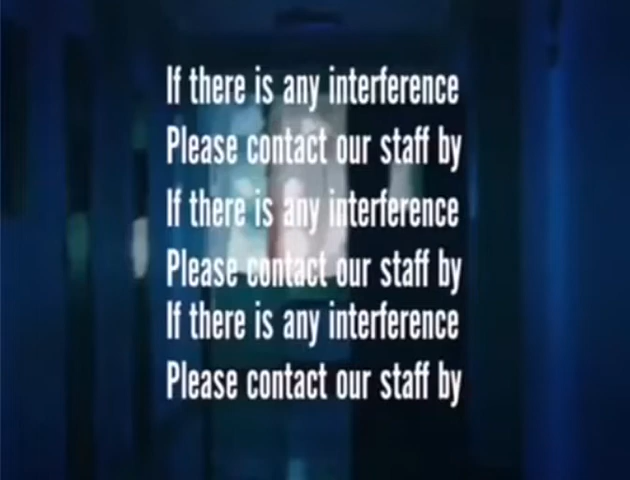 If there is any interference
Please contact our staff by
If there is any interference
Please contact our staff by
If there is any interference
Please contact our staff by